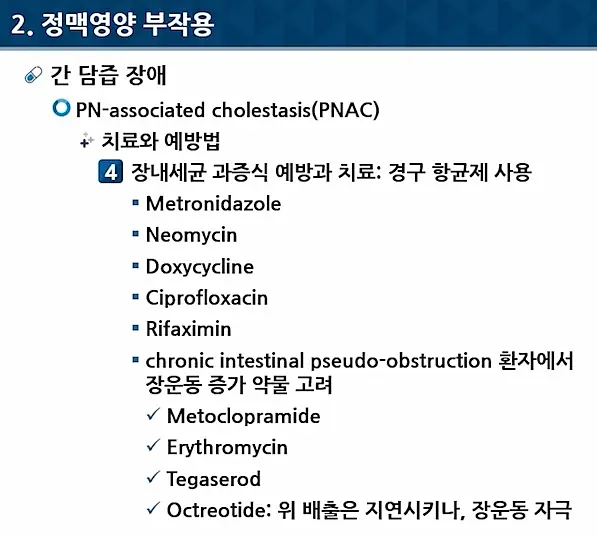 2. 정맥영양 부작용
간 담즙 장애
PN-associated cholestasis(PNAC)
치료와 예방법
4 장내세균 과증식 예방과 치료: 경구 항균제 사용
Metronidazole
Neomycin
Doxycycline
Ciprofloxacin
Rifaximin
chronic intestinal pseudo-obstruction 환자에서
장운동 증가 약물 고려
✓ Metoclopramide
✓ Erythromycin
✓ Tegaserod
✓ Octreotide: 위 배출은 지연시키나, 장운동 자극